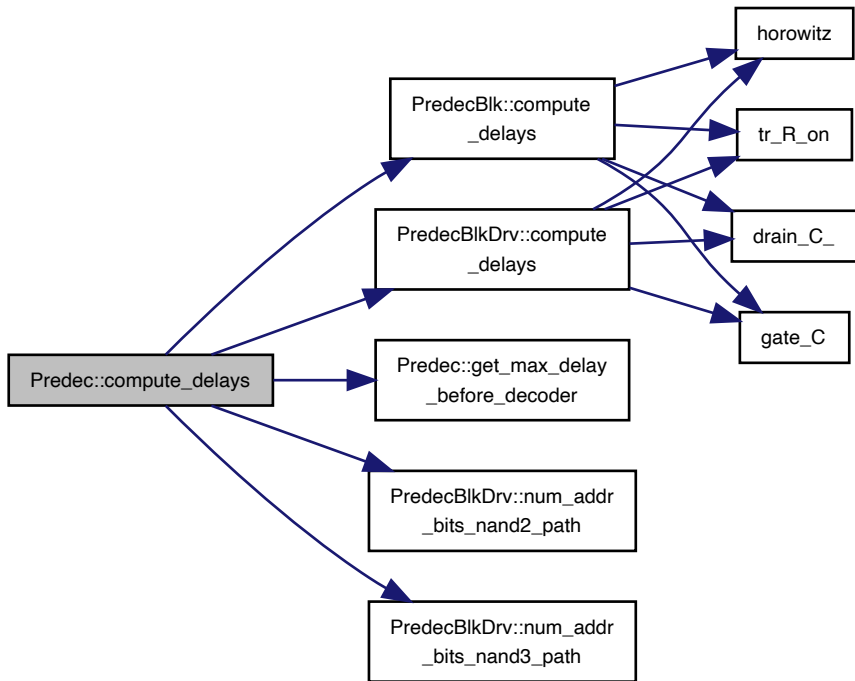 horowitz
PredecBlk::compute
_delays
tr_R_on
PredecBlkDrv::compute
_delays
drain_C_
gate_C
Predec::compute_delays
Predec::get_max_delay
_before_decoder
PredecBlkDrv::num_addr
_bits_nand2_path
PredecBlkDrv::num_addr
_bits_nand3_path